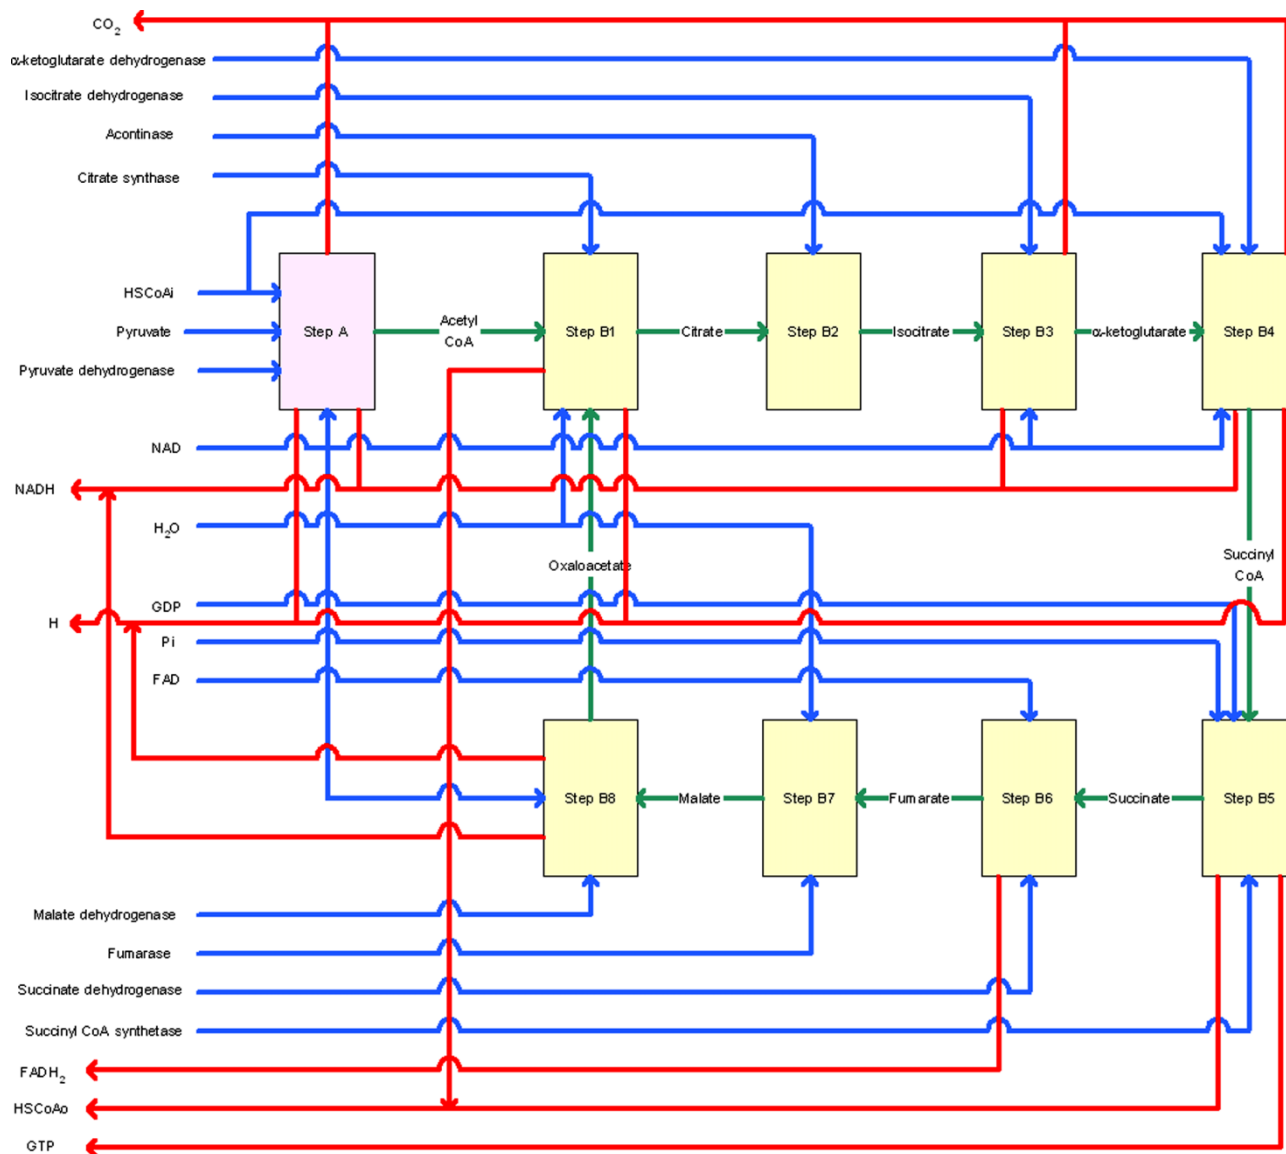 CO2
α-ketoglutarate dehydrogenase
Isocitrate dehydrogenase
Acontinase
Citrate synthase
HSCoAi
Pyruvate
Pyruvate dehydrogenase
Step A
Acetyl
CoA
Step B1
Citrate
Step B2
Isocitrate
Step B3
α-ketoglutarate
Step B4
NAD
NADH
H2O
Oxaloacetate
Succinyl
CoA
GDP
H
Pi
FAD
Step B8
Malate
Step B7
Fumarate
Step B6
Succinate
Step B5
Malate dehydrogenase
Fumarase
Succinate dehydrogenase
Succinyl CoA synthetase
FADH2
HSCoAo
GTP